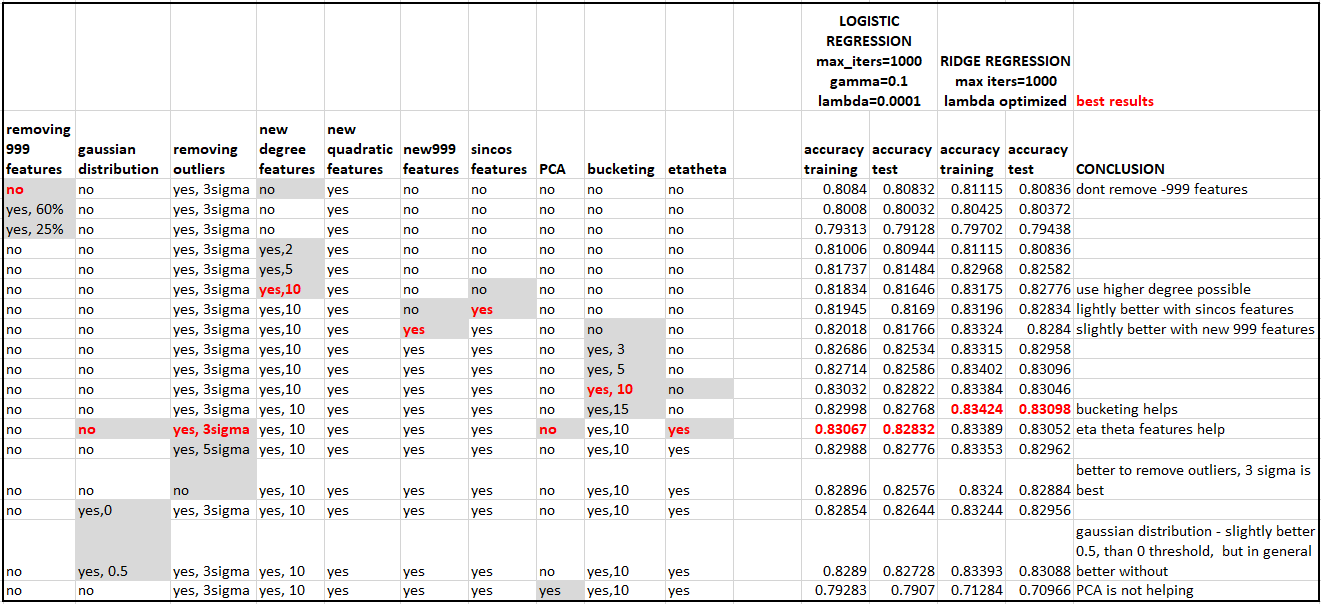 LOGISTIC
REGRESSION
max_iters=1000
gamma=0.1
lambda=0.0001
RIDGE REGRESSION
max iters=1000
lambda optimized
best results
removing
999
features
gaussian
distribution
removing
outliers
new
degree
features
new
quadratic
features
new999
features
sincos
features
PCA
bucketing
etatheta
accuracy
training
accuracy
test
accuracy
training
accuracy
test
CONCLUSION
no no yes, 3sigma no yes no no no no no 0.8084 0.80832 0.81115 0.80836 dont remove -999 features
yes, 60% no yes, 3sigma no yes no no no no no 0.8008 0.80032 0.80425 0.80372
yes, 25% no yes, 3sigma no yes no no no no no 0.79313 0.79128 0.79702 0.79438
no no yes, 3sigma yes,2 yes no no no no no 0.81006 0.80944 0.81115 0.80836
no no yes, 3sigma yes,5 yes no no no no no 0.81737 0.81484 0.82968 0.82582
no no yes, 3sigma yes,10 yes no no no no no 0.81834 0.81646 0.83175 0.82776 use higher degree possible
no no yes, 3sigma yes,10 yes no yes no no no 0.81945 0.8169 0.83196 0.82834 lightly better with sincos features
no no yes, 3sigma yes,10 yes yes yes no no no 0.82018 0.81766 0.83324 0.8284 slightly better with new 999 features
no no yes, 3sigma yes,10 yes yes yes no yes, 3 no 0.82686 0.82534 0.83315 0.82958
no no yes, 3sigma yes,10 yes yes yes no yes, 5 no 0.82714 0.82586 0.83402 0.83096
no no yes, 3sigma yes,10 yes yes yes no yes, 10 no 0.83032 0.82822 0.83384 0.83046
no no yes, 3sigma yes, 10 yes yes yes no yes,15 no 0.82998 0.82768 0.83424 0.83098 bucketing helps
no no yes, 3sigma yes, 10 yes yes yes no yes,10 yes 0.83067 0.82832 0.83389 0.83052 eta theta features help
no no yes, 5sigma yes, 10 yes yes yes no yes,10 yes 0.82988 0.82776 0.83353 0.82962
no no no yes, 10 yes yes yes no yes,10 yes 0.82896 0.82576 0.8324 0.82884 better to remove outliers, 3 sigma is
best
no yes,0 yes, 3sigma yes, 10 yes yes yes no yes,10 yes 0.82854 0.82644 0.83244 0.82956
no yes, 0.5 yes, 3sigma yes, 10 yes yes yes no yes,10 yes 0.8289 0.82728 0.83393 0.83088 gaussian distribution - slightly better
0.5, than 0 threshold, but in general
better without
no no yes, 3sigma yes, 10 yes yes yes yes yes,10 yes 0.79283 0.7907 0.71284 0.70966 PCA is not helping